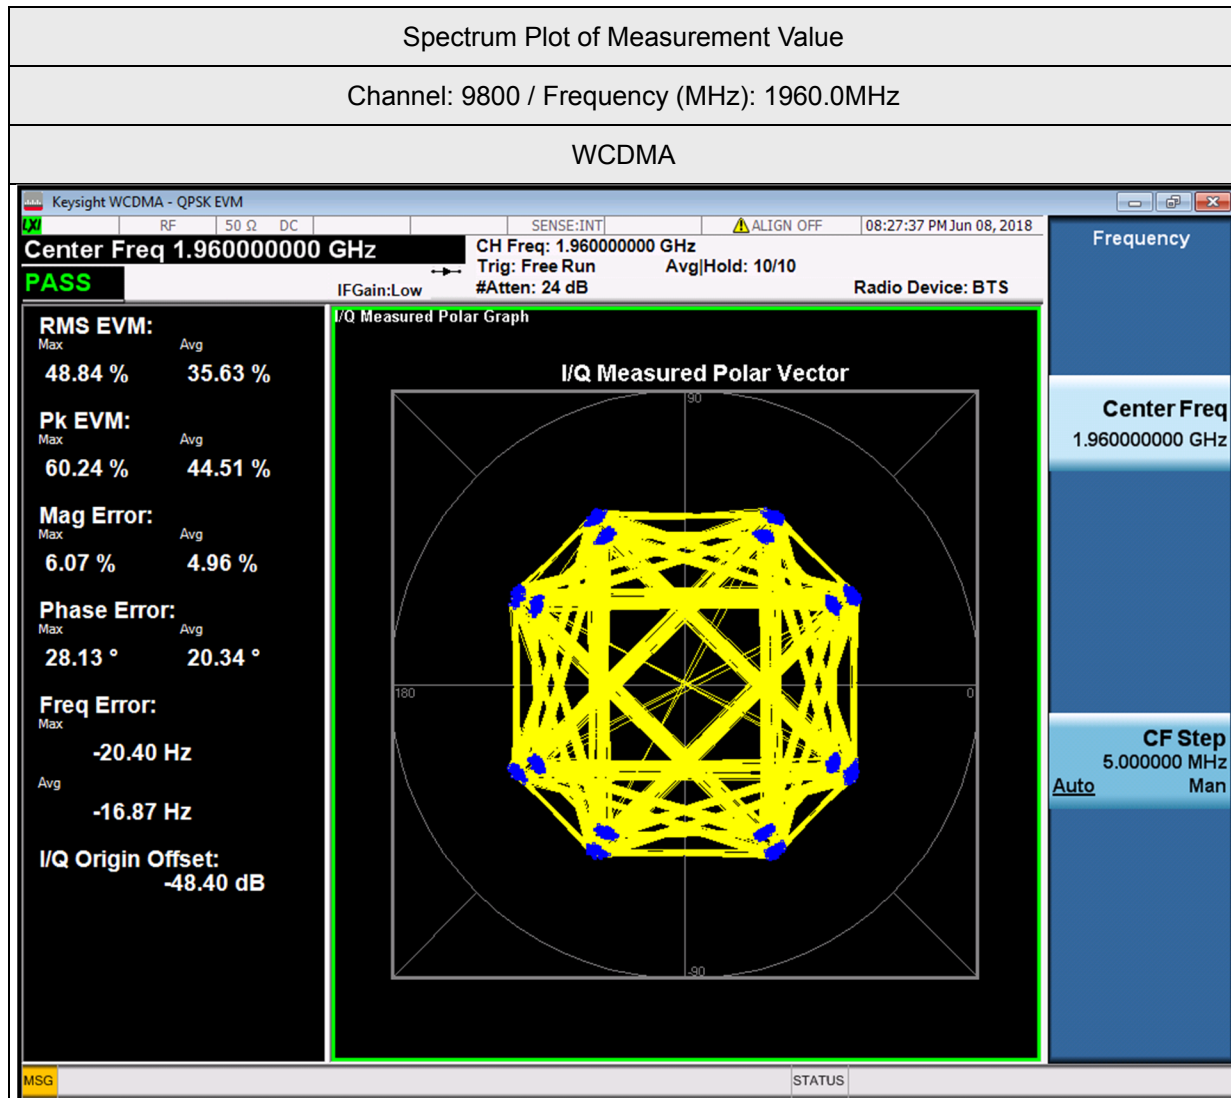 Spectrum Plot of Measurement Value
Channel: 9800 / Frequency (MHz): 1960.0MHz
WCDMA
Keysight WCDMA - QPSK EVM
LXI RF 50 Ω DC SENSE:INT ALIGN OFF 08:27:37 PM Jun 08, 2018
Center Freq 1.960000000 GHz
CH Freq: 1.960000000 GHz
Trig: Free Run Avg|Hold: 10/10
PASS
IFGain:Low #Atten: 24 dB Radio Device: BTS
RMS EVM:
Max Avg
48.84 % 35.63 %
Pk EVM:
Max Avg
60.24 % 44.51 %
Mag Error:
Max Avg
6.07 % 4.96 %
Phase Error:
Max Avg
28.13 ° 20.34 °
Freq Error:
Max
-20.40 Hz
Avg
-16.87 Hz
I/Q Origin Offset:
-48.40 dB
I/Q Measured Polar Graph
I/Q Measured Polar Vector
90
180
0
-90
Frequency
Center Freq
1.960000000 GHz
CF Step
5.000000 MHz
Auto Man
MSG STATUS